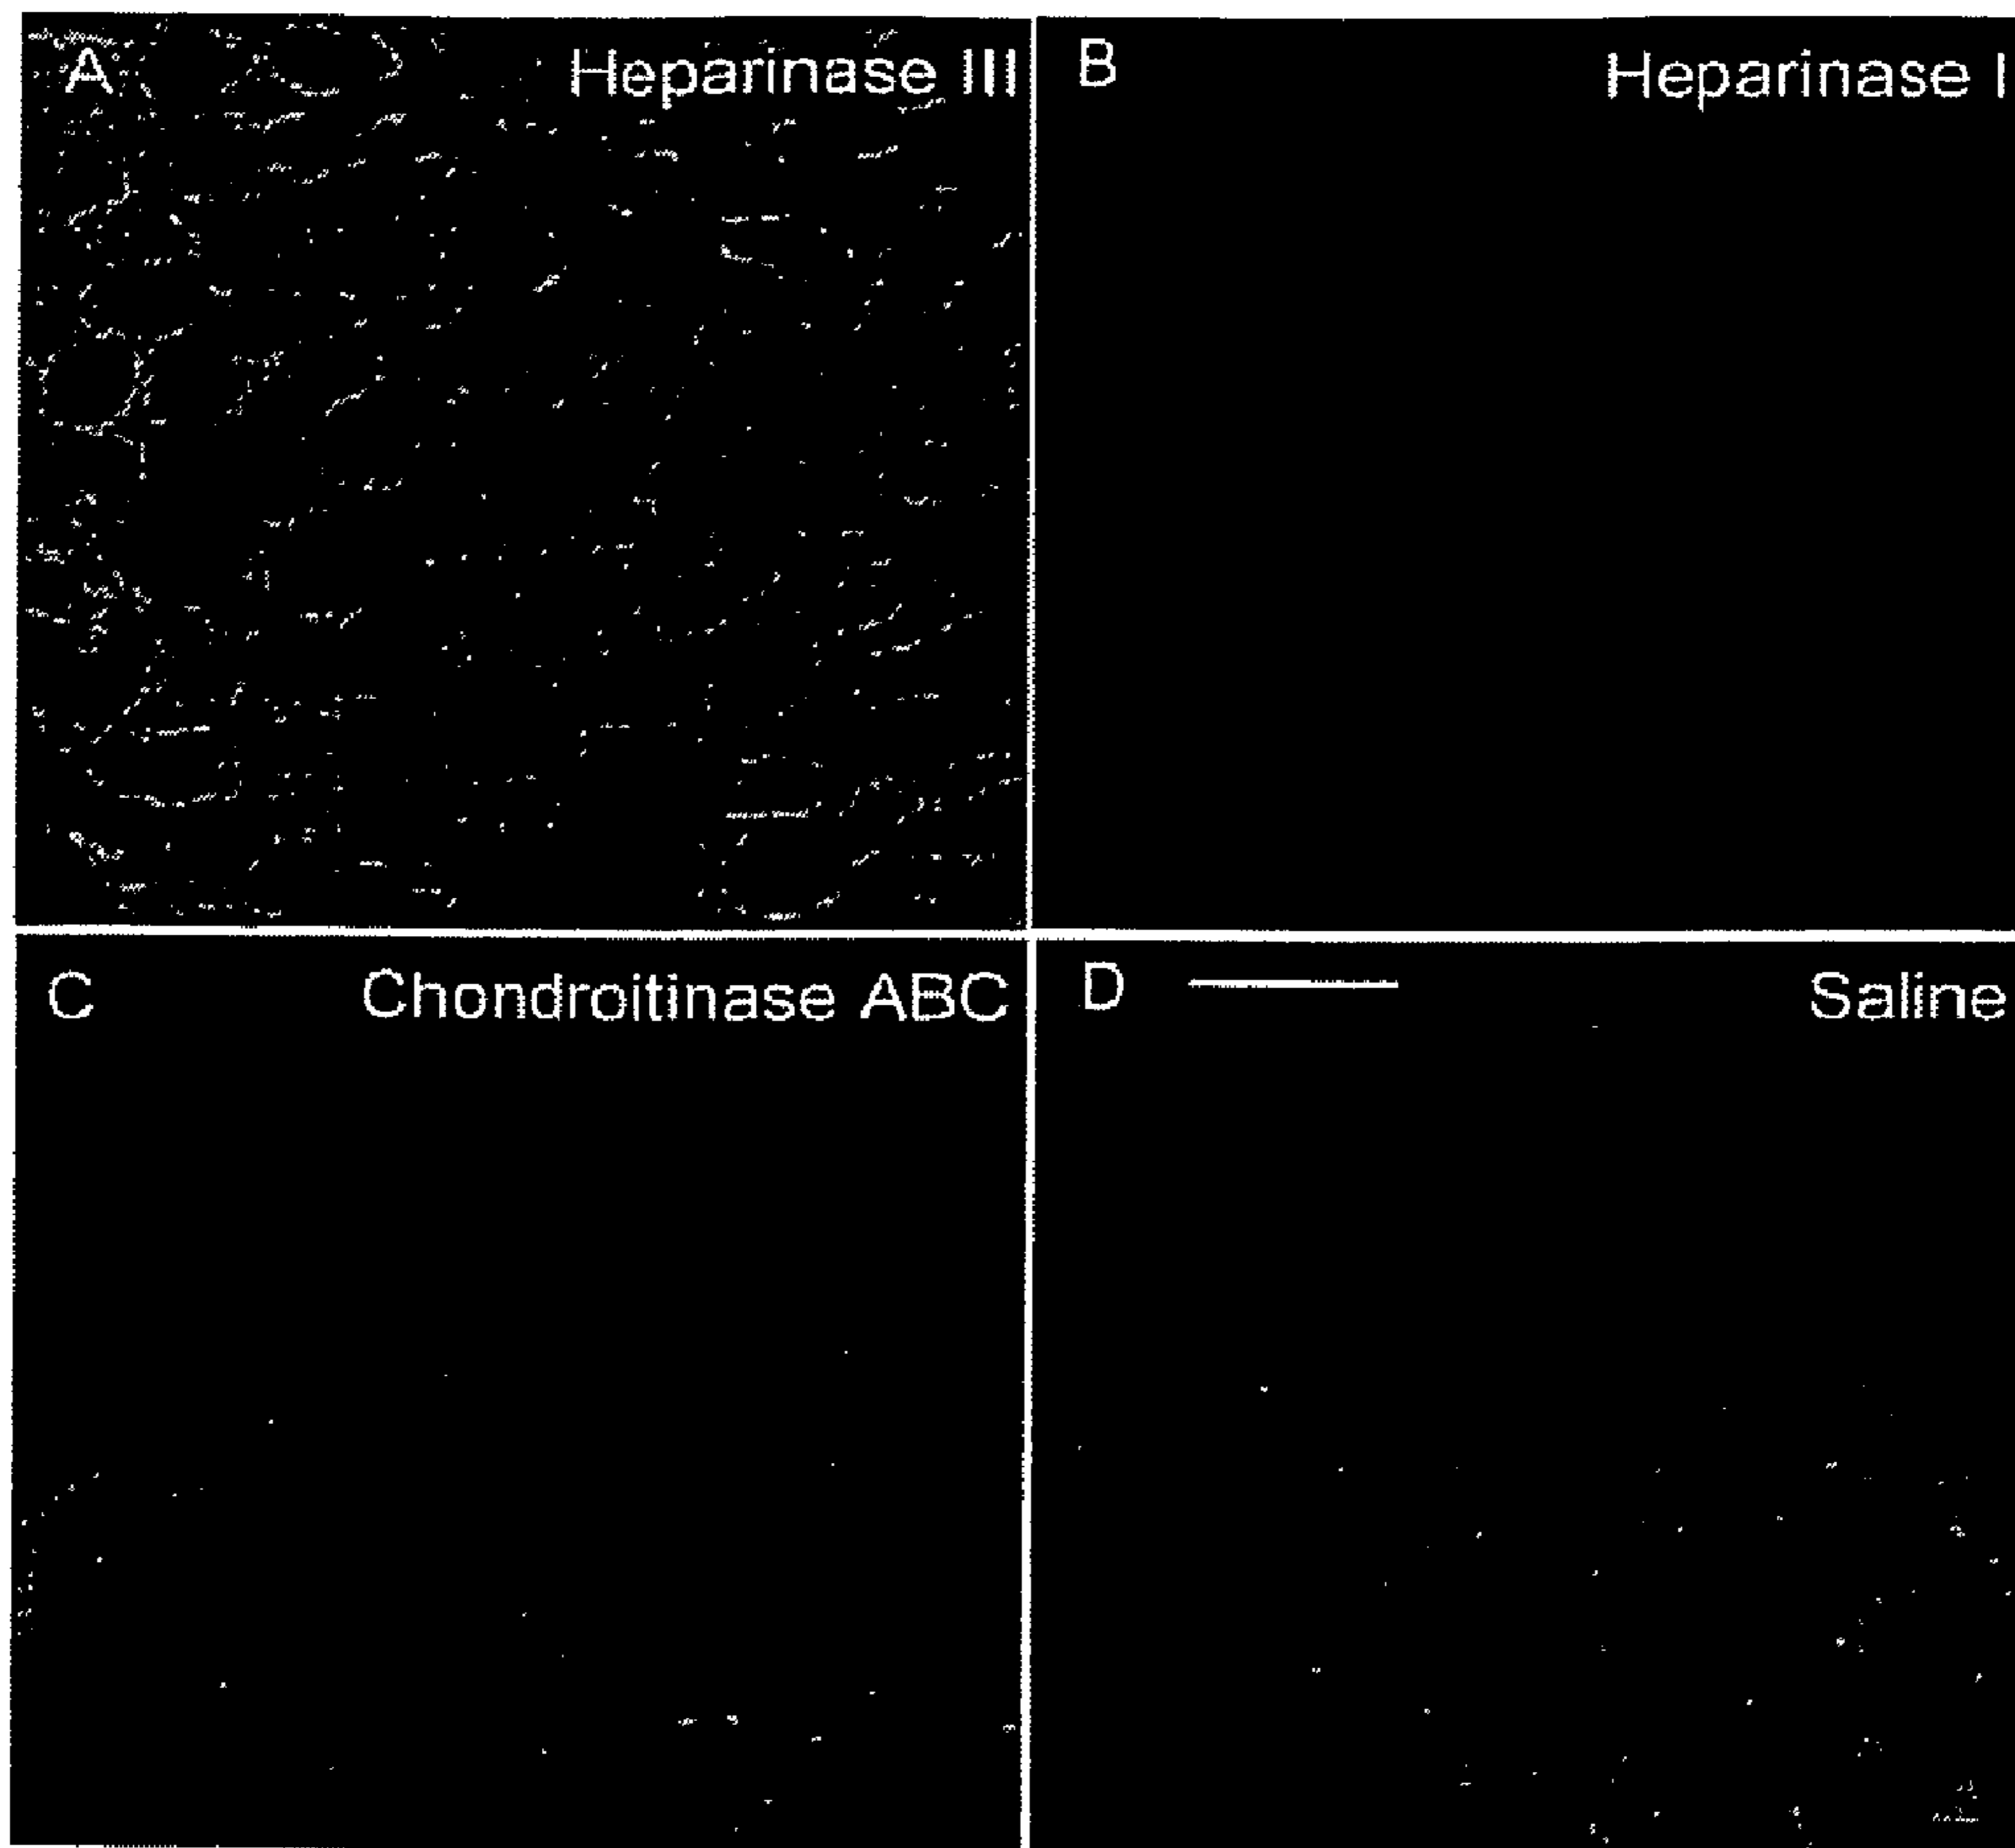 A Heparinase III
B Heparinase I
C Chondroitinase ABC
D Saline